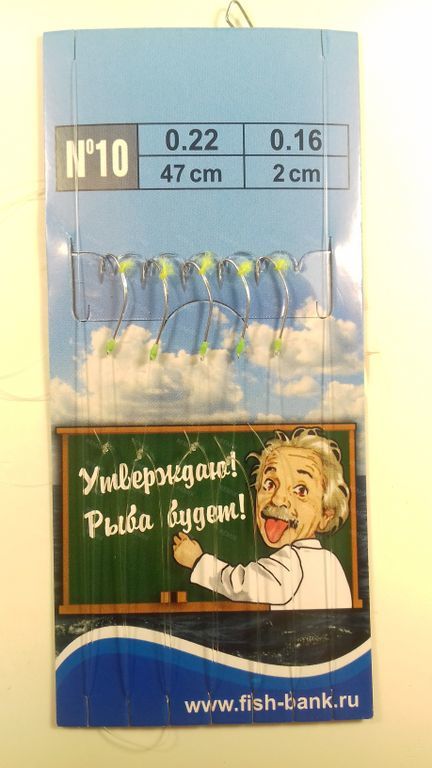 №10 0.22 0.16
47 cm 2 cm
Утверждаю!
Рыба будет!
www.fish-bank.ru